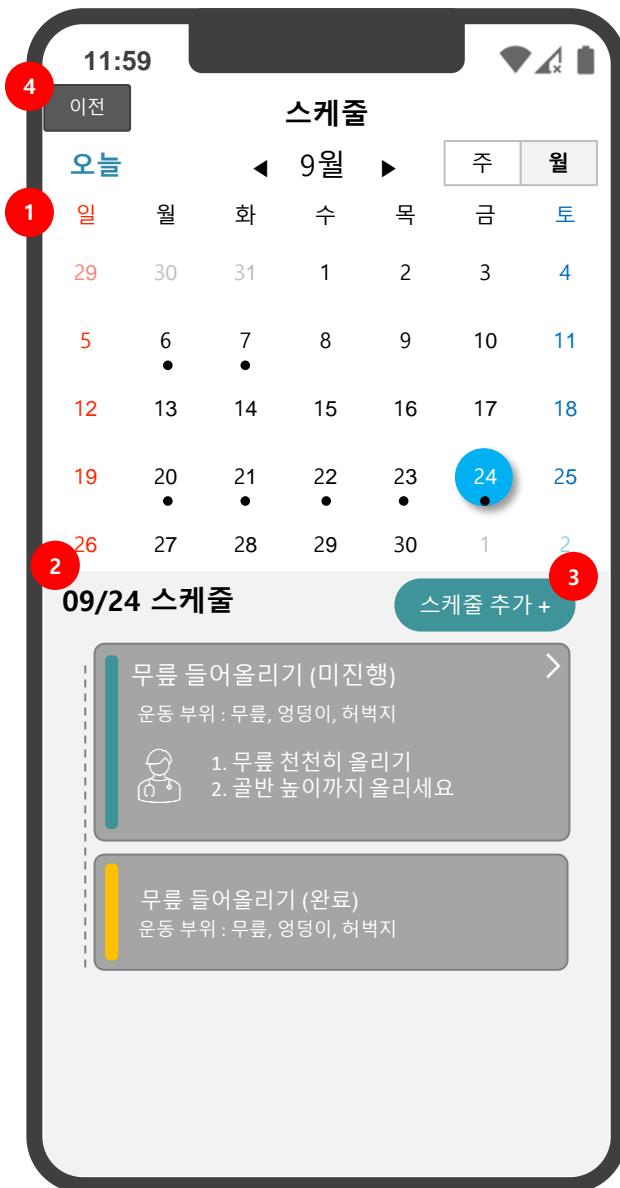 11:59
4
이전
스케줄
오늘
◀ 9월 ▶
주 월
1
일 월 화 수 목 금 토
29 30 31 1 2 3 4
5 6 7 8 9 10 11
12 13 14 15 16 17 18
19 20 21 22 23 24 25
26 27 28 29 30 1 2
2
3
09/24 스케줄
스케줄 추가 +
무릎 들어올리기 (미진행)
운동 부위 : 무릎, 엉덩이, 허벅지
1. 무릎 천천히 올리기
2. 골반 높이까지 올리세요
무릎 들어올리기 (완료)
운동 부위 : 무릎, 엉덩이, 허벅지